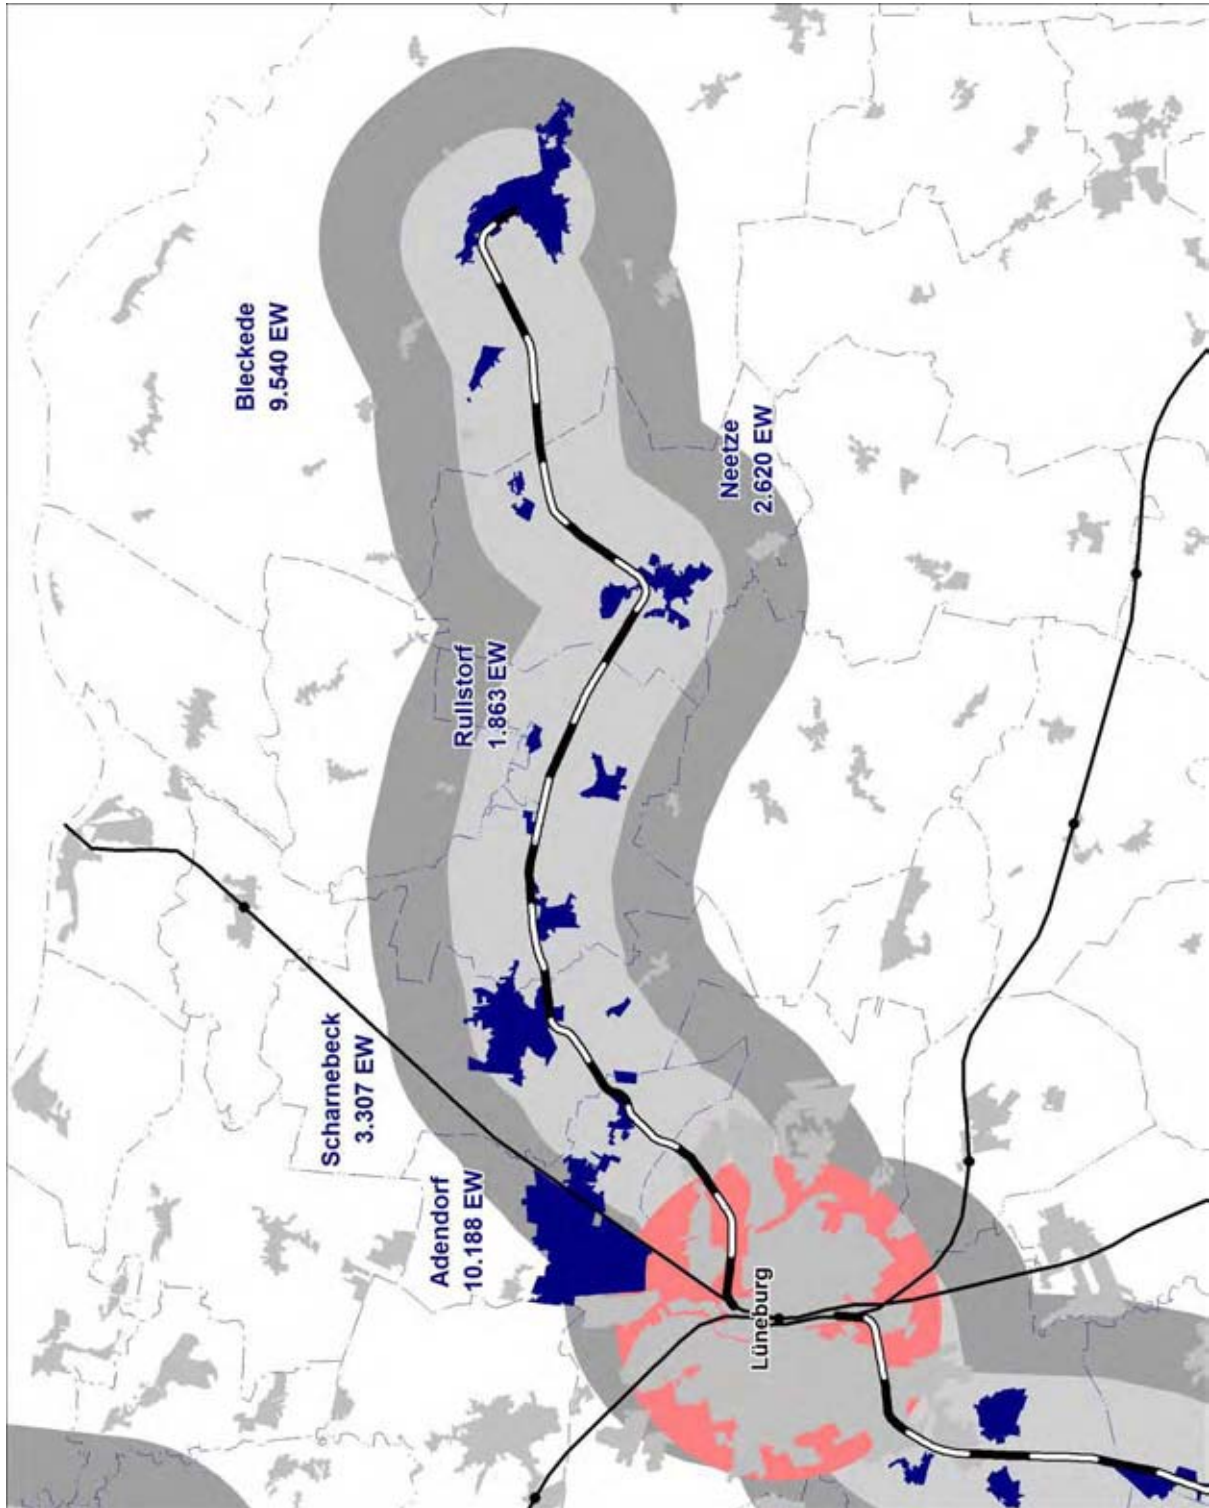 Bleckede
9.540 EW
Neetze
2.620 EW
Rullstorf
1.863 EW
Scharnebeck
3.307 EW
Adendorf
10.188 EW
Lüneburg